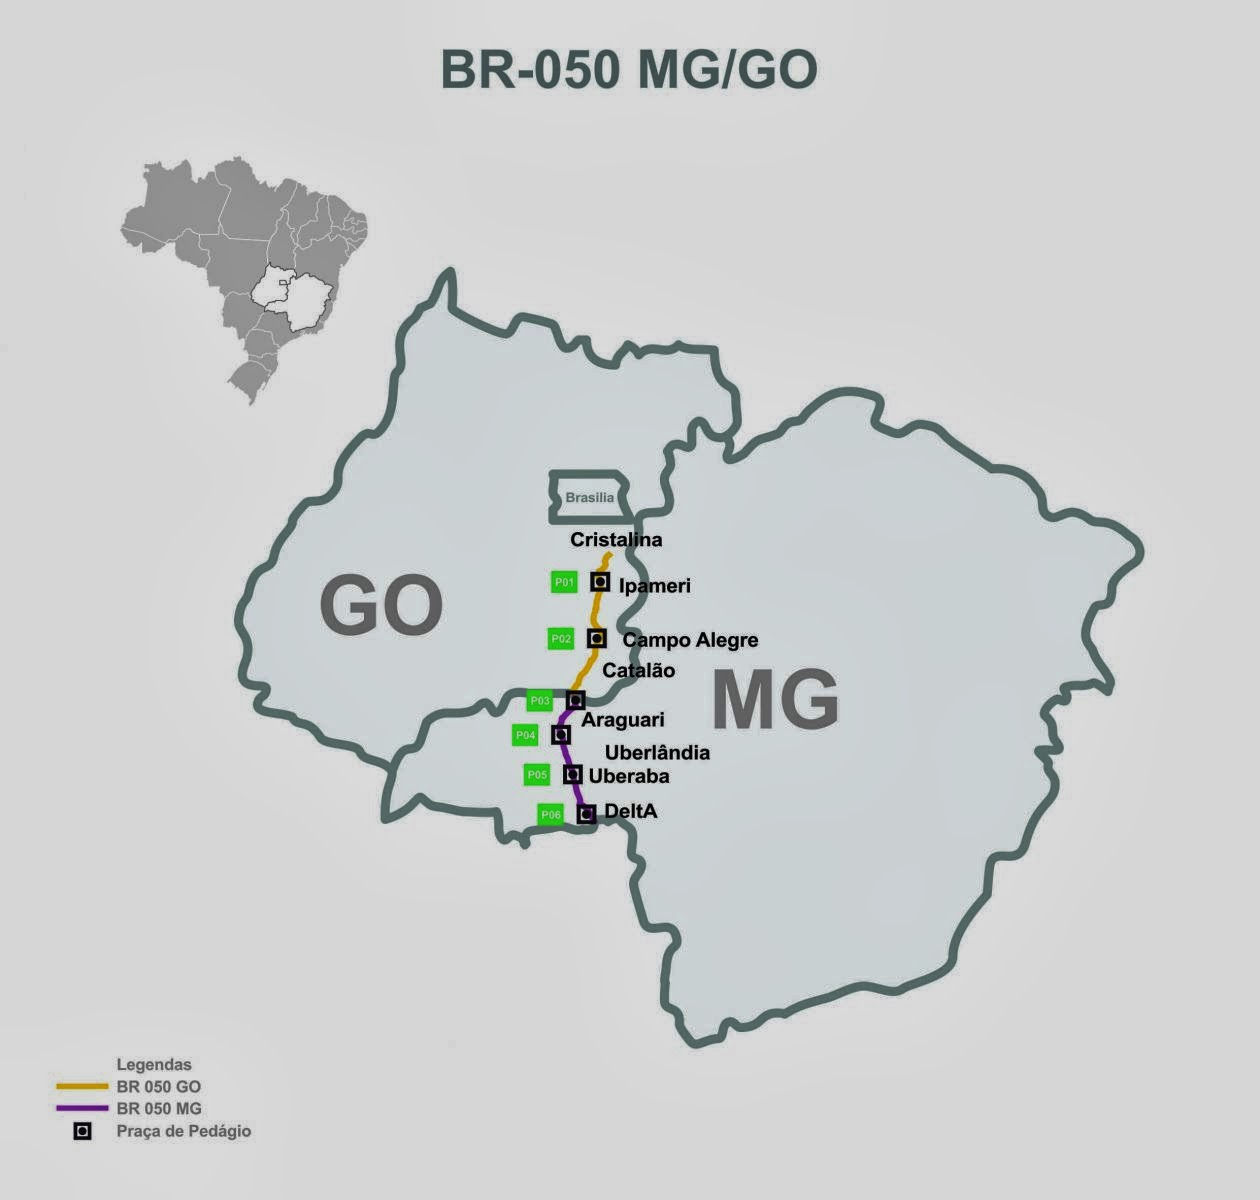 BR-050 MG/GO
Brasilia
Cristalina
P01
Ipameri
GO
P02
Campo Alegre
Catalão
MG
P03
Araguari
P04
Uberlândia
P05
Uberaba
P06
DeltA
Legendas
BR 050 GO
BR 050 MG
Praça de Pedágio